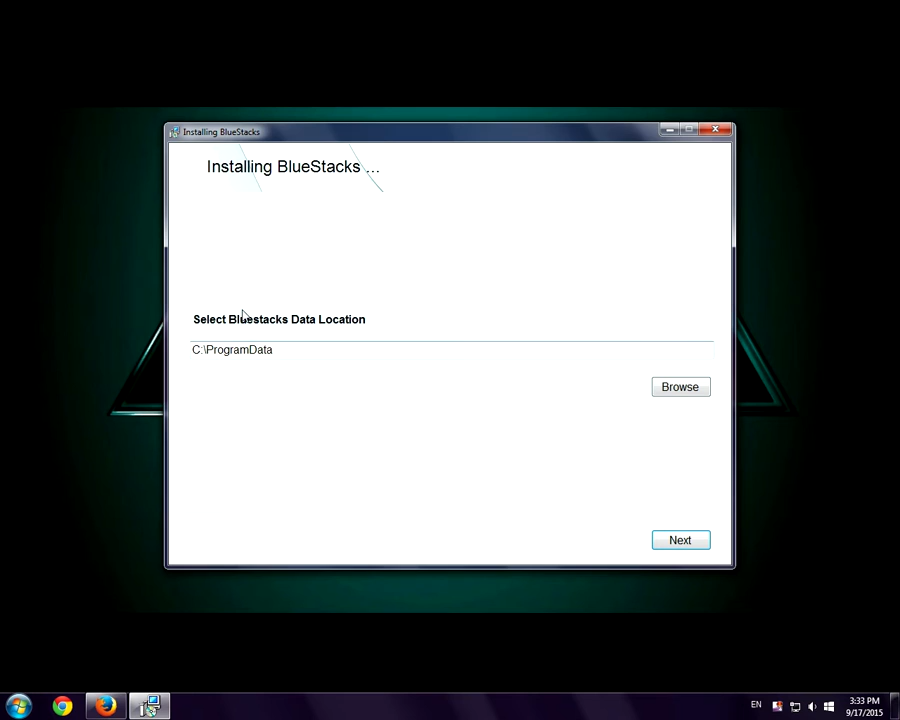 Installing BlueStacks
Installing BlueStacks ...
Select Bluestacks Data Location
C:\ProgramData
Browse
Next
EN
3:33 PM
9/17/2015